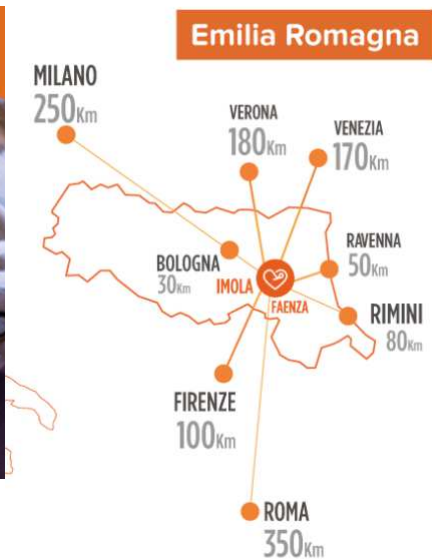 Emilia Romagna
MILANO
250Km
VERONA
180Km
VENEZIA
170Km
BOLOGNA
30Km
IMOLA
FAENZA
RAVENNA
50Km
RIMINI
80Km
FIRENZE
100Km
ROMA
350Km